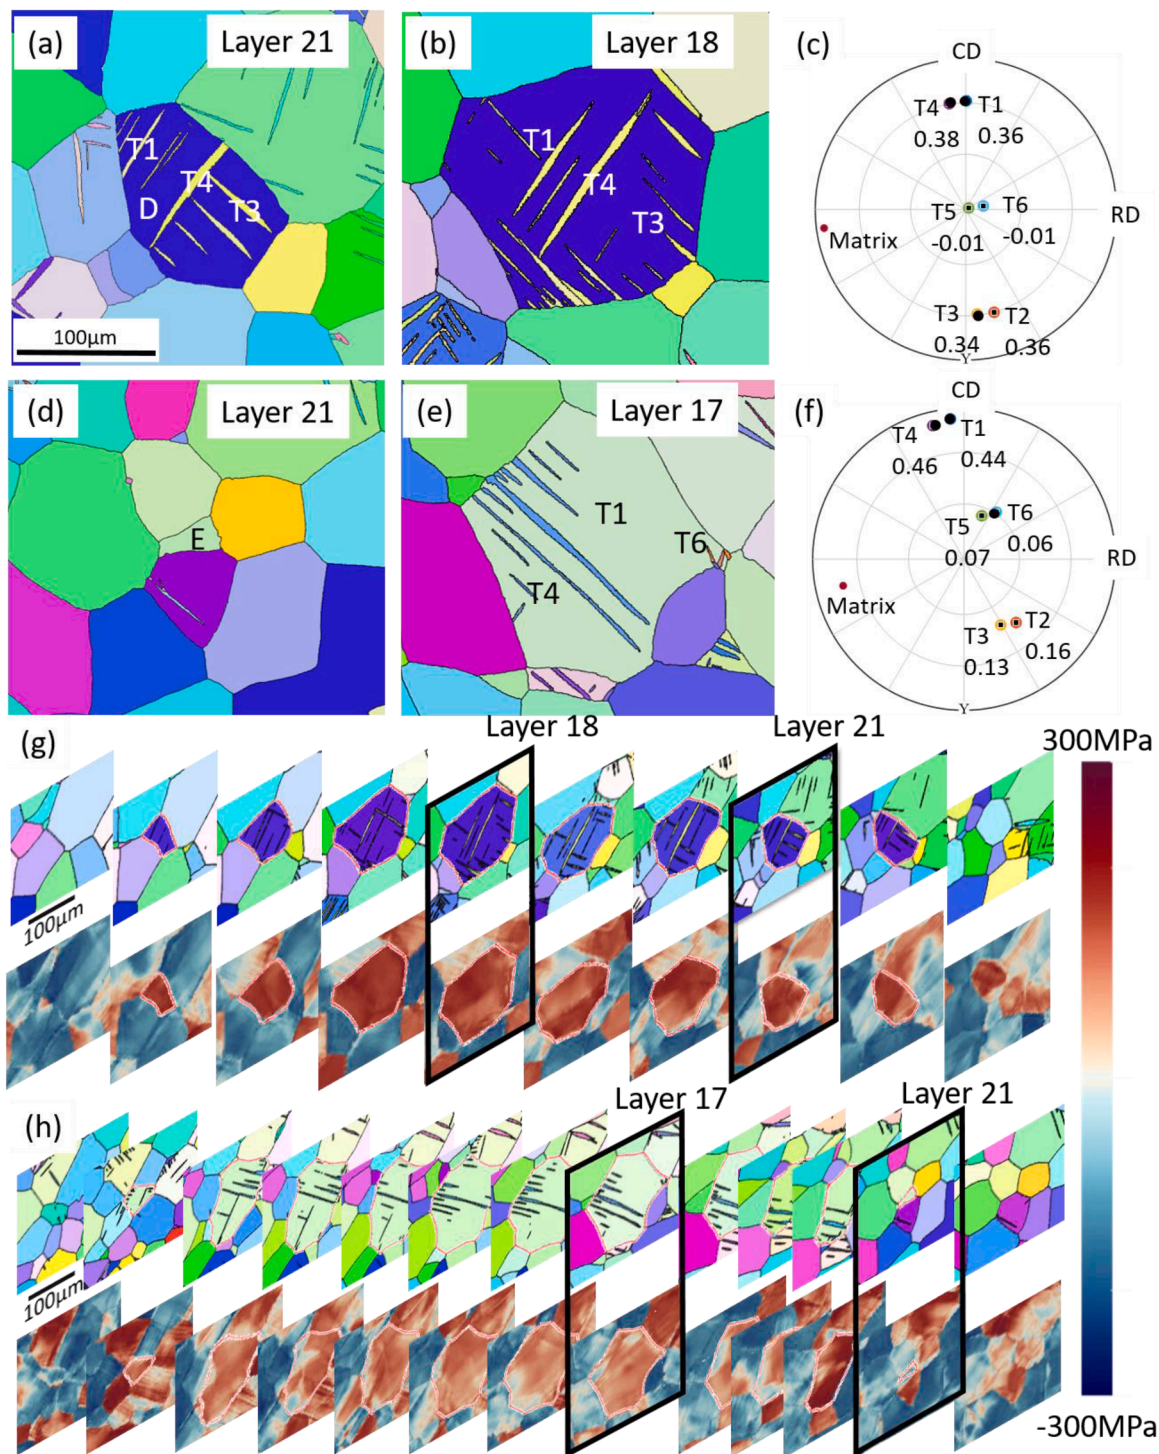 (a)
Layer 21
T1
T4
D
T3
100μm
(b)
Layer 18
T1
T4
T3
(c)
CD
T4
T1
0.38
0.36
T5
T6
RD
-0.01
-0.01
Matrix
T3
T2
0.34
0.36
Y
(d)
Layer 21
E
(e)
Layer 17
T1
T6
T4
(f)
CD
T4
T1
0.46
0.44
T6
T5
0.06
0.07
RD
Matrix
T3
T2
0.13
0.16
Y
(g)
Layer 18
Layer 21
300MPa
100μm
(h)
Layer 17
Layer 21
100μm
-300MPa